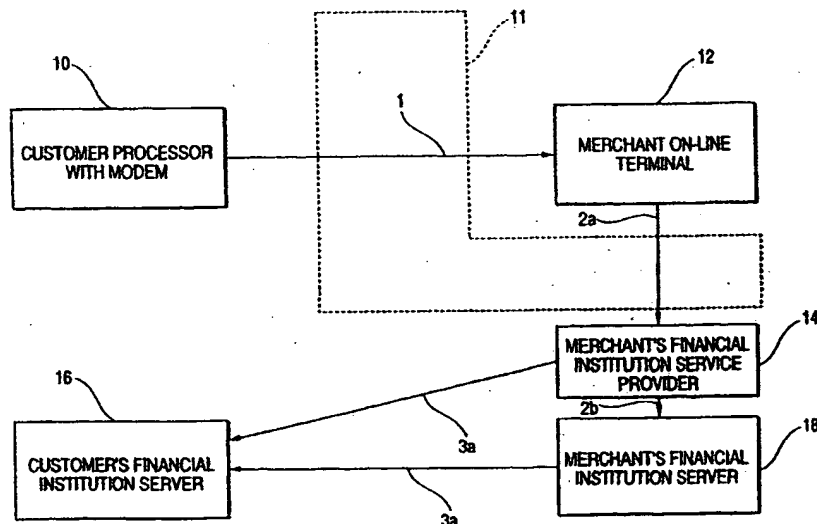 11
10
12
1
CUSTOMER PROCESSOR
WITH MODEM
MERCHANT ON-LINE
TERMINAL
2a
14
MERCHANT'S FINANCIAL
INSTITUTION SERVICE
PROVIDER
16
2b
18
3a
CUSTOMER'S FINANCIAL
INSTITUTION SERVER
MERCHANT'S FINANCIAL
INSTITUTION SERVER
3a